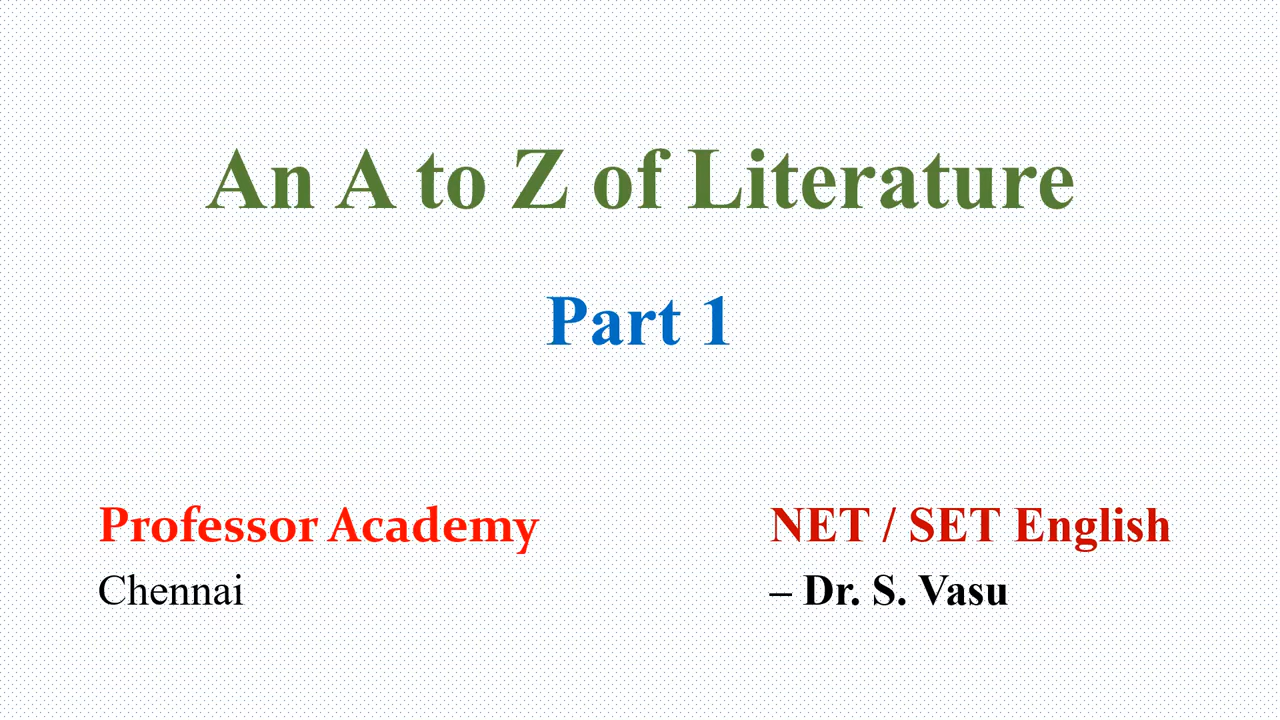 An A to Z of Literature
Part 1
Professor Academy
Chennai
NET / SET English
– Dr. S. Vasu